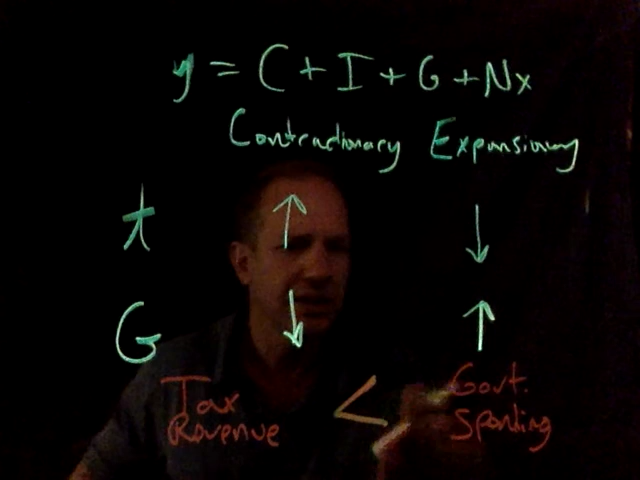 y = C + I + G + Nx
Contractionary Expansionary
t ↑ ↓
G ↓ ↑
Tax < Govt.
Revenue Spending